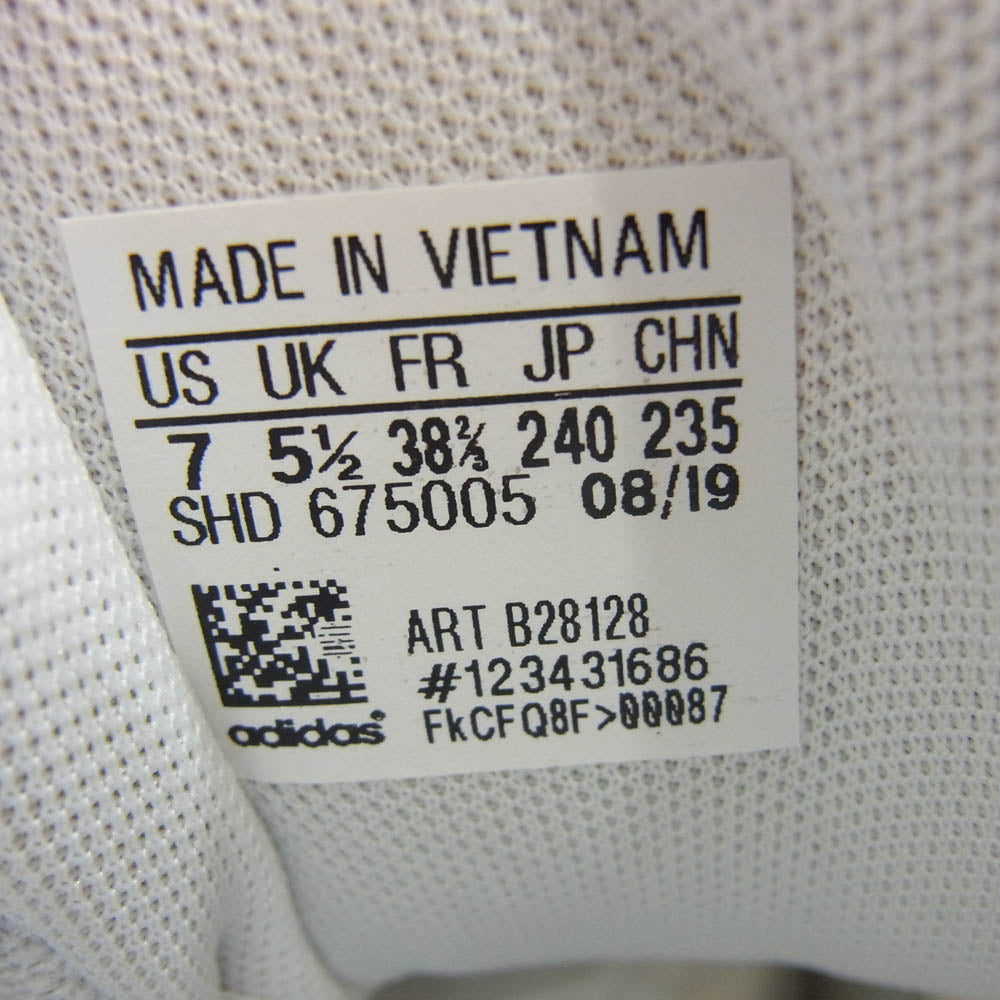 MADE IN VIETNAM
US UK FR JP CHN
7 5½ 38⅔ 240 235
SHD 675005 08/19
ART B28128
#123431686
adidas® FkCFQ8F>00087